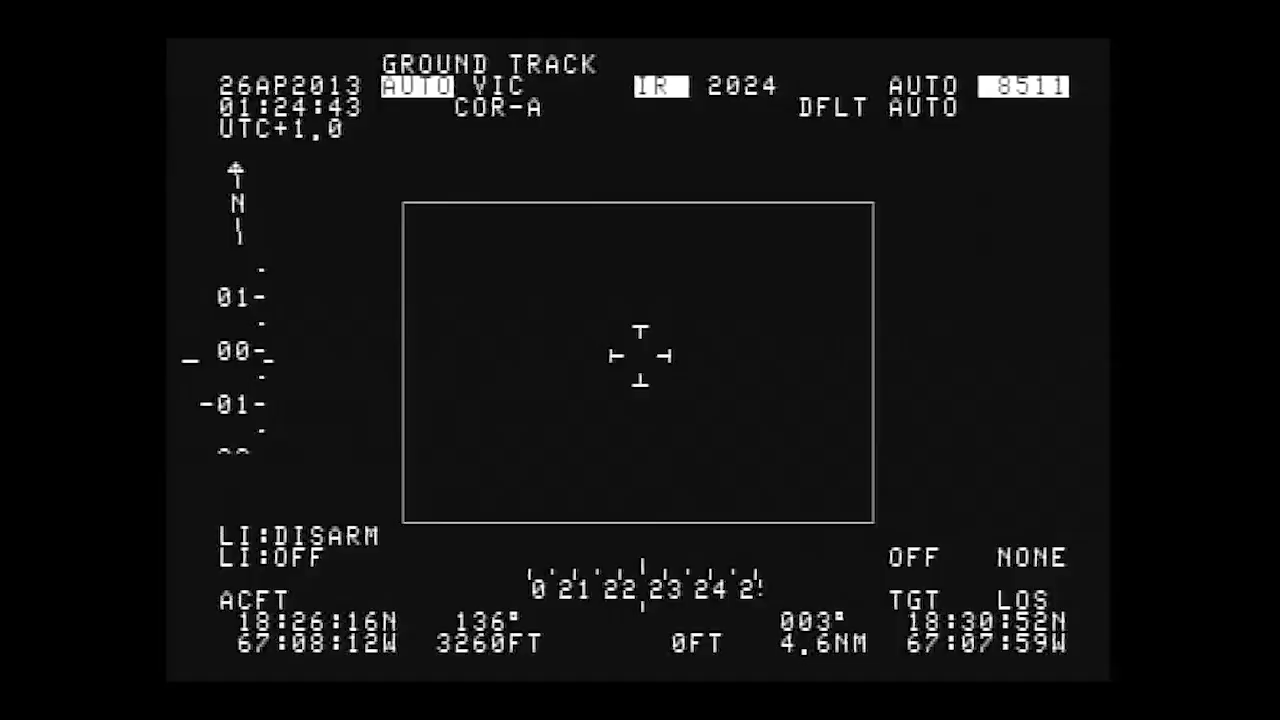 GROUND TRACK
26AP2013 AUTO VIC IR 2024 AUTO 8511
01:24:43 COR-A DFLT AUTO
UTC+1.0
N
01-
00-
-01-
LI:DISARM
LI:OFF OFF NONE
0 21 22 23 24
ACFT TGT LOS
18:26:16N 136° 003° 18:30:52N
67:08:12W 3260FT 0FT 4.6NM 67:07:59W